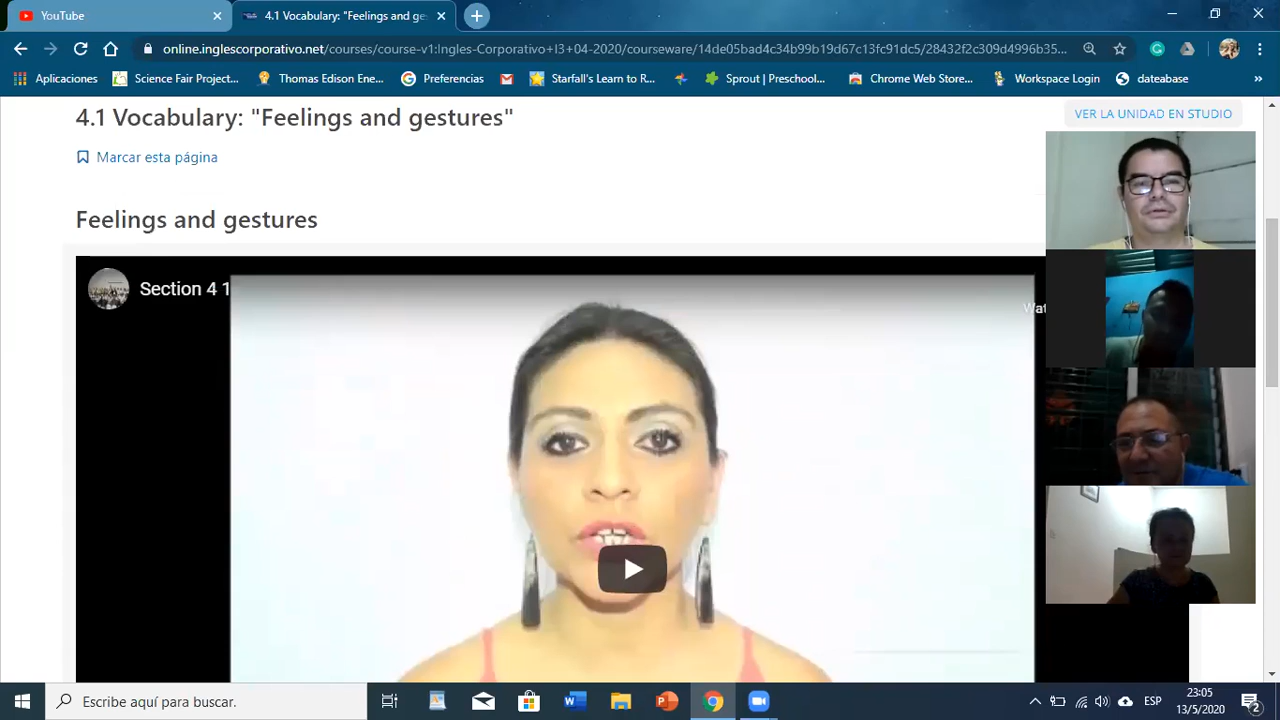 YouTube
4.1 Vocabulary: "Feelings and ge
online.inglescorporativo.net/courses/course-v1:Ingles-Corporativo+I3+04-2020/courseware/14de05bad4c34b99b19d67c13fc91dc5/28432f2c309d4996b35...
Aplicaciones
Science Fair Project...
Thomas Edison Ene...
Preferencias
Starfall's Learn to R...
Sprout | Preschool...
Chrome Web Store...
Workspace Login
dateabase
»
4.1 Vocabulary: "Feelings and gestures"
VER LA UNIDAD EN STUDIO
Marcar esta página
Feelings and gestures
Section 4 1
Wat
Escribe aquí para buscar.
ESP
23:05
13/5/2020
2